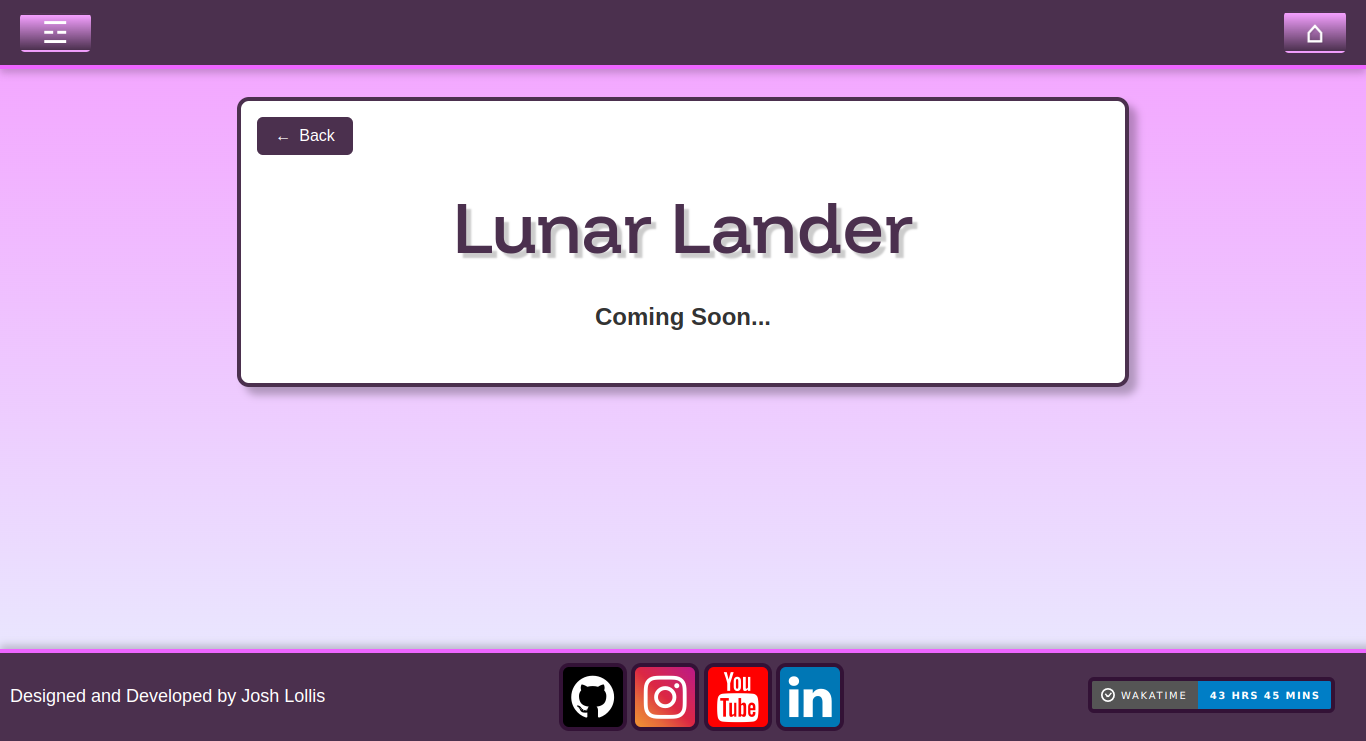 ☲
⌂
← Back
Lunar Lander
Coming Soon...
Designed and Developed by Josh Lollis
You
Tube
in
WAKATIME
43 HRS 45 MINS